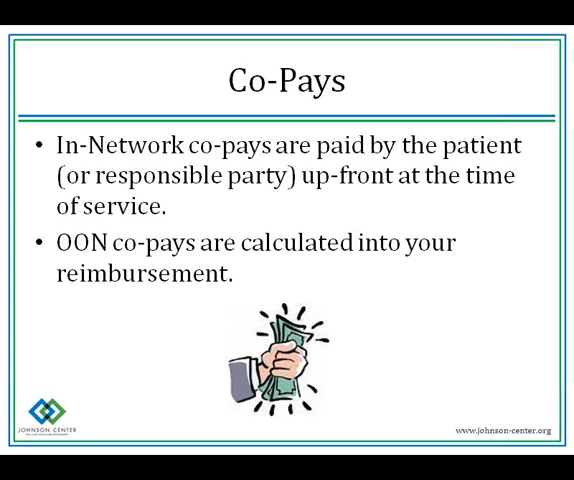 Co-Pays
• In-Network co-pays are paid by the patient
(or responsible party) up-front at the time
of service.
• OON co-pays are calculated into your
reimbursement.
JOHNSON CENTER
www.johnson-center.org